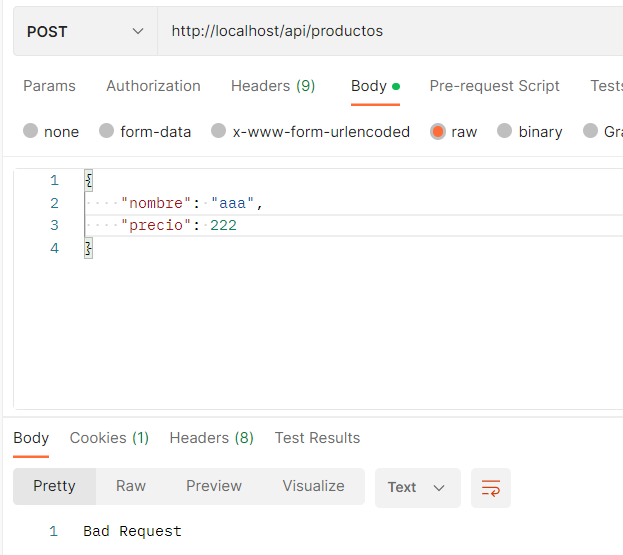 POST http://localhost/api/productos
Params Authorization Headers (9) Body Pre-request Script Tests
none form-data x-www-form-urlencoded raw binary Gra
1 {
2 "nombre": "aaa",
3 "precio": 222
4 }
Body Cookies (1) Headers (8) Test Results
Pretty Raw Preview Visualize Text
1 Bad Request